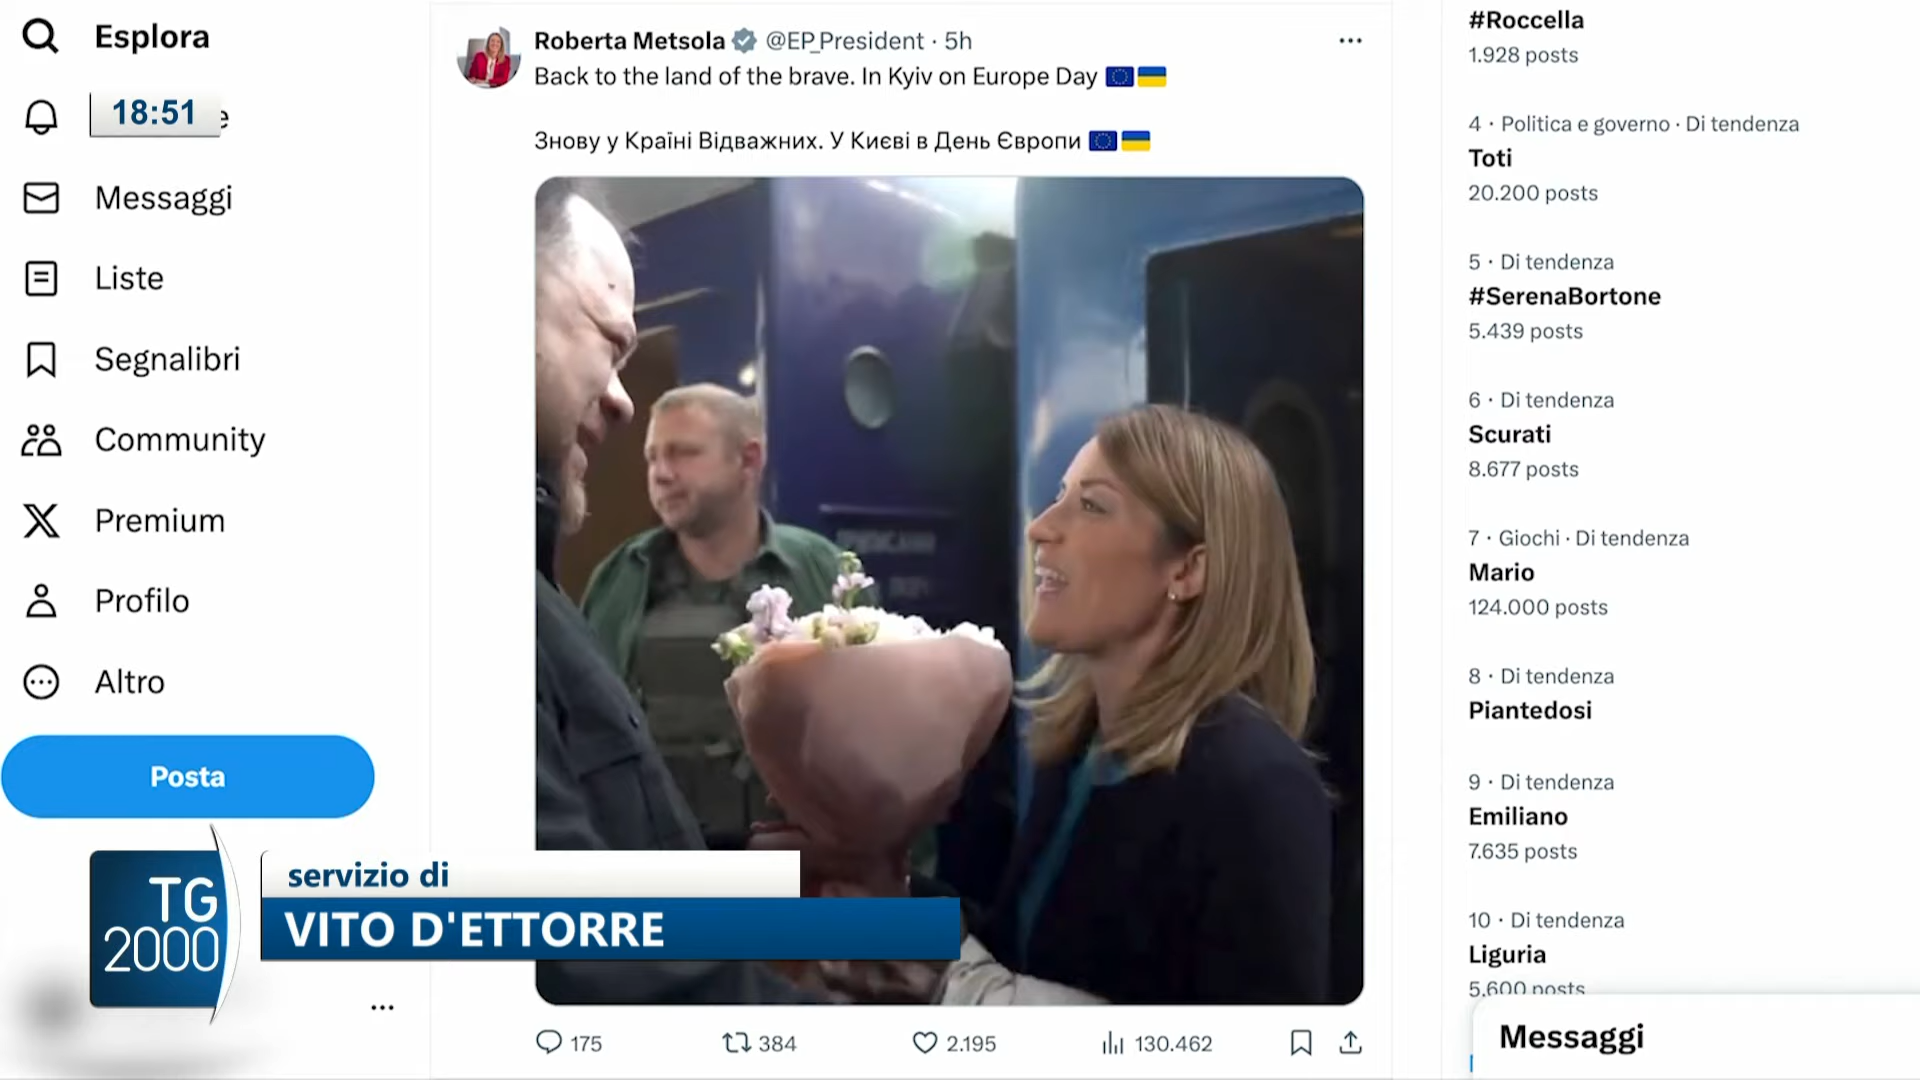 Esplora
18:51
e
Messaggi
Liste
Segnalibri
Community
Premium
Profilo
Altro
Posta
Roberta Metsola @EP_President · 5h
Back to the land of the brave. In Kyiv on Europe Day 🇪🇺🇺🇦
Знову у Країні Відважних. У Києві в День Європи 🇪🇺🇺🇦
175 384 2.195 130.462
TG
2000
servizio di
VITO D'ETTORRE
#Roccella
1.928 posts
4 · Politica e governo · Di tendenza
Toti
20.200 posts
5 · Di tendenza
#SerenaBortone
5.439 posts
6 · Di tendenza
Scurati
8.677 posts
7 · Giochi · Di tendenza
Mario
124.000 posts
8 · Di tendenza
Piantedosi
9 · Di tendenza
Emiliano
7.635 posts
10 · Di tendenza
Liguria
5.600 posts
Messaggi